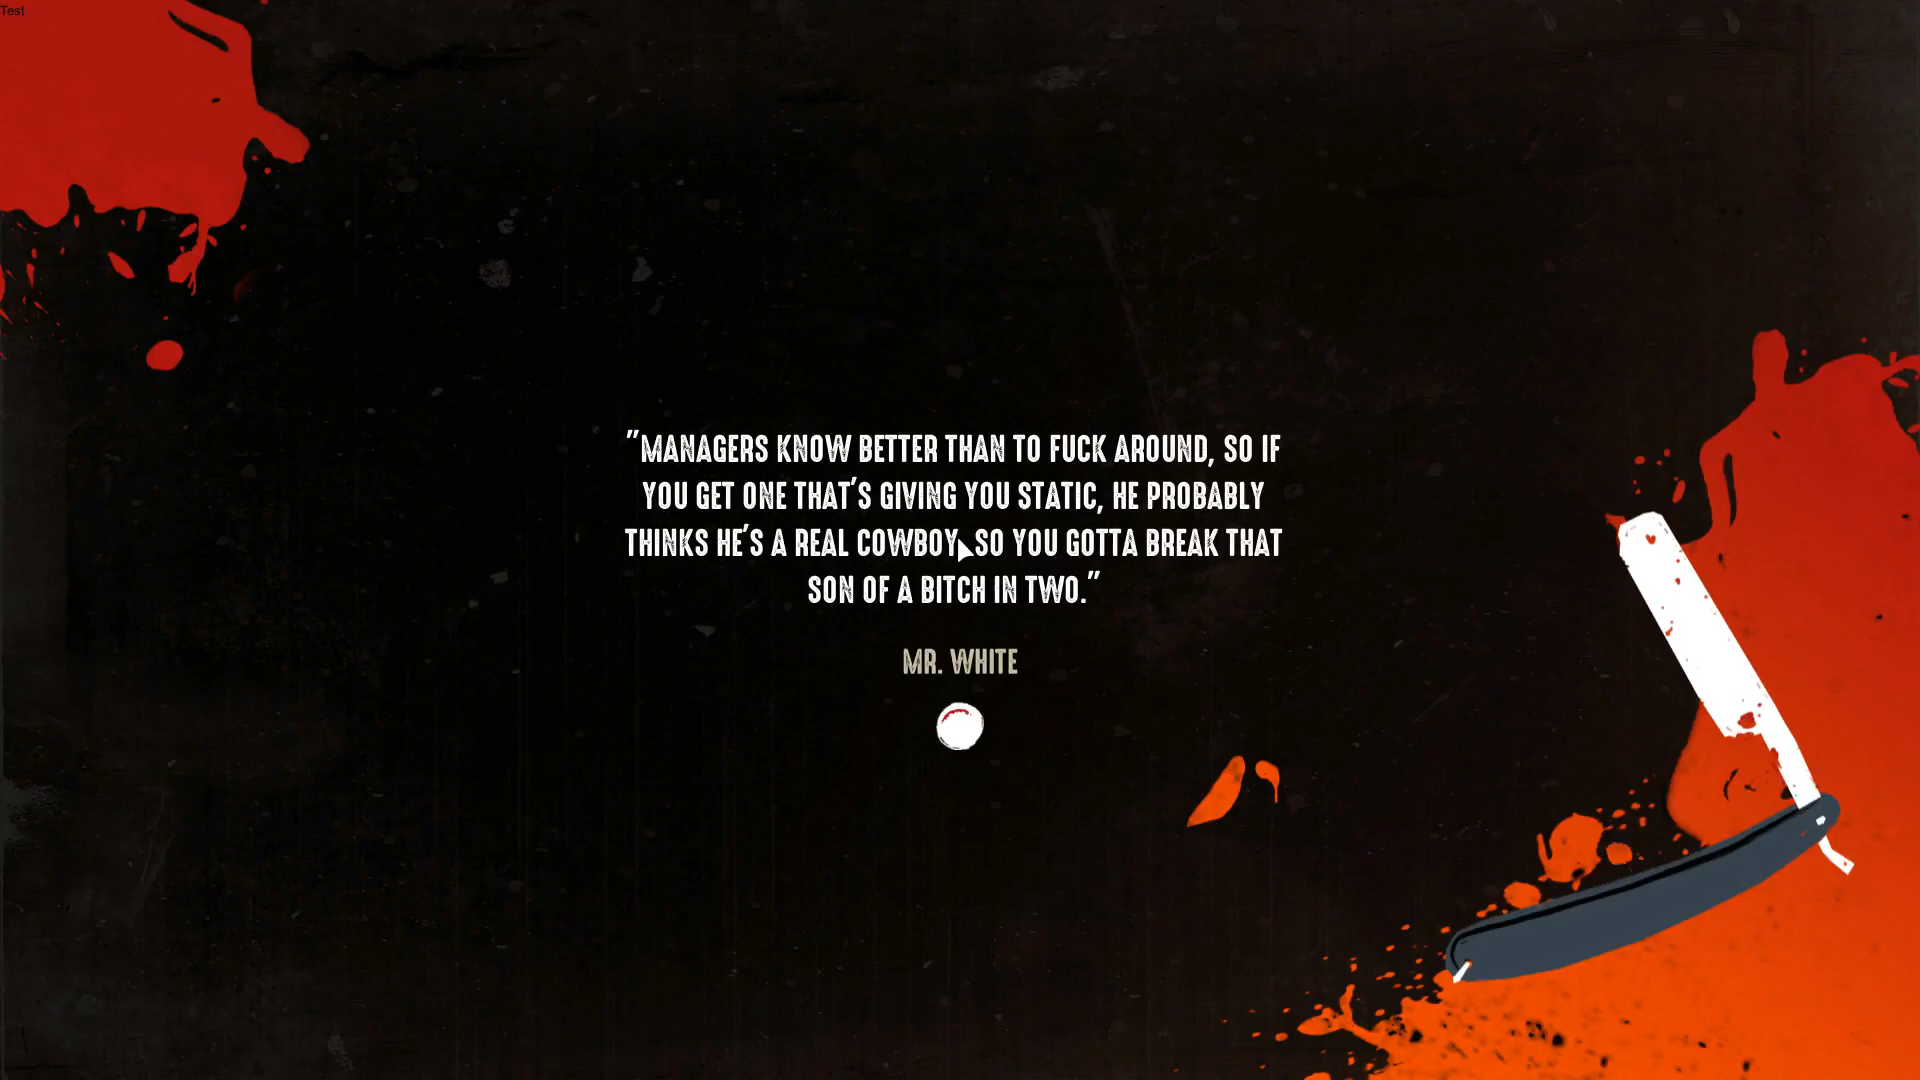 Test
"MANAGERS KNOW BETTER THAN TO FUCK AROUND, SO IF
YOU GET ONE THAT'S GIVING YOU STATIC, HE PROBABLY
THINKS HE'S A REAL COWBOY, SO YOU GOTTA BREAK THAT
SON OF A BITCH IN TWO."
MR. WHITE